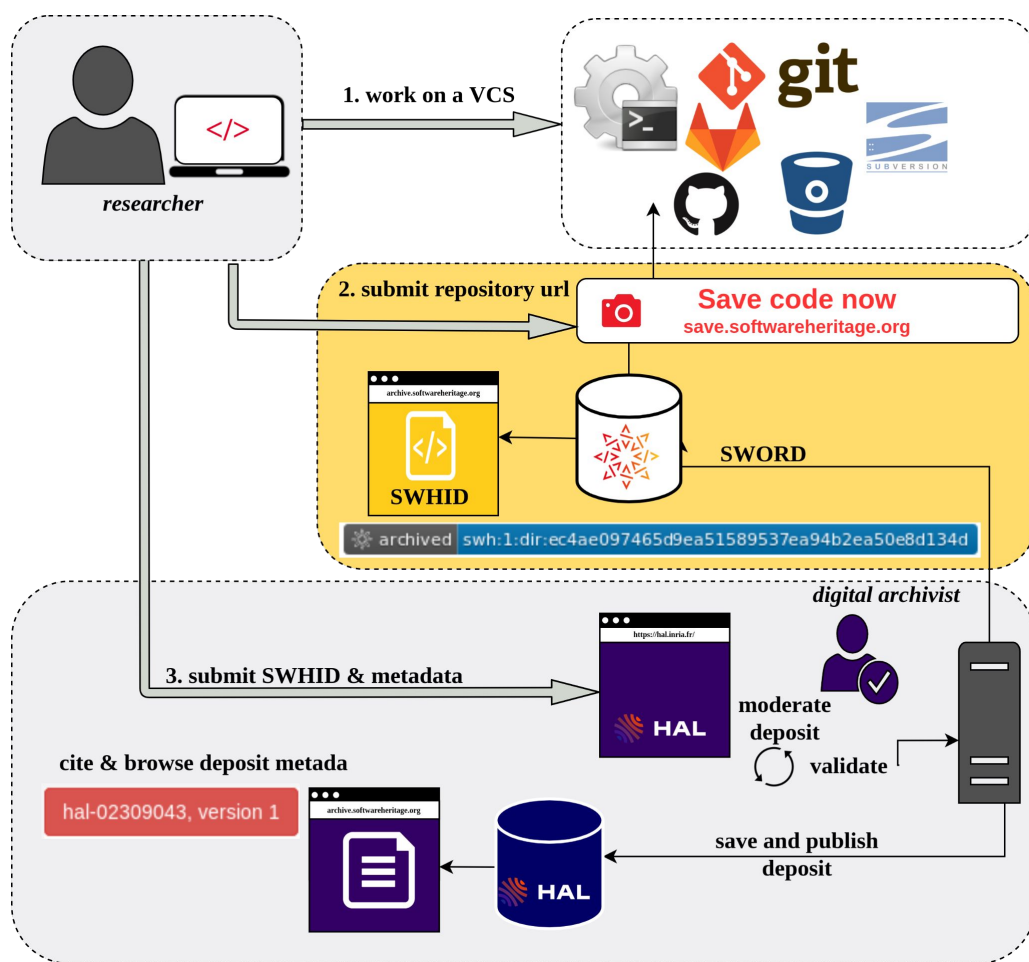 researcher
</>
1. work on a VCS
>_
git
SUBVERSION
2. submit repository url
Save code now
save.softwareheritage.org
archive.softwareheritage.org
</>
SWHID
SWORD
archived swh:1:dir:ec4ae097465d9ea51589537ea94b2ea50e8d134d
digital archivist
https://hal.inria.fr/
3. submit SWHID & metadata
HAL
moderate
deposit
validate
cite & browse deposit metada
hal-02309043, version 1
archive.softwareheritage.org
HAL
save and publish
deposit